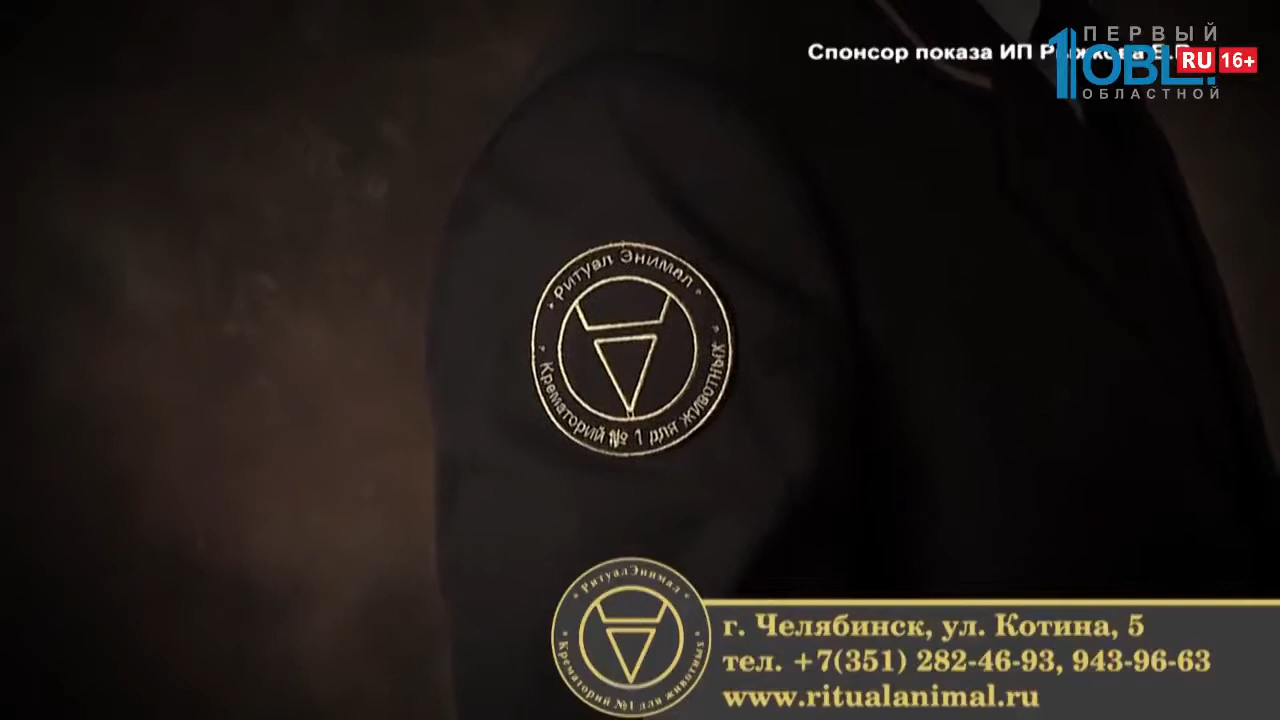 Спонсор показа ИП Рыжкова
ПЕРВЫЙ
1OBL.
RU 16+
ОБЛАСТНОЙ
Ритуал Энимал
Крематорий № 1 для животных
РитуалЭнимал
Крематорий №1 для животных
г. Челябинск, ул. Котина, 5
тел. +7(351) 282-46-93, 943-96-63
www.ritualanimal.ru